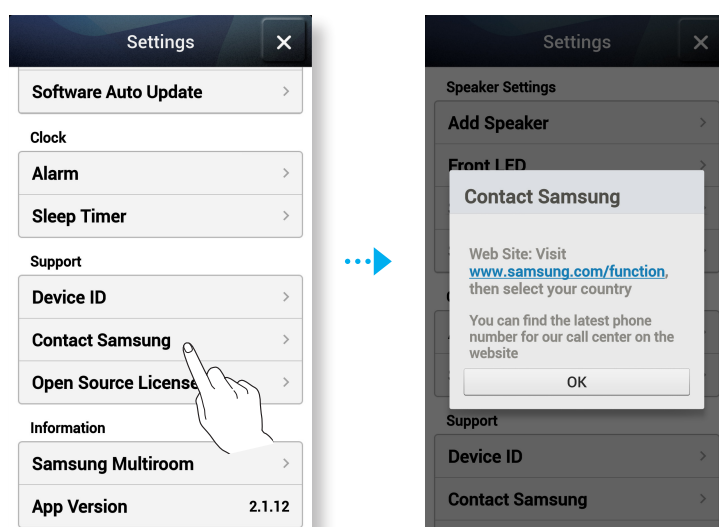 Settings
Software Auto Update
Clock
Alarm
Sleep Timer
Support
Device ID
Contact Samsung
Open Source License
Information
Samsung Multiroom
App Version 2.1.12
Settings
Speaker Settings
Add Speaker
Front LED
Contact Samsung
Web Site: Visit
www.samsung.com/function,
then select your country
You can find the latest phone
number for our call center on the
website
OK
Support
Device ID
Contact Samsung